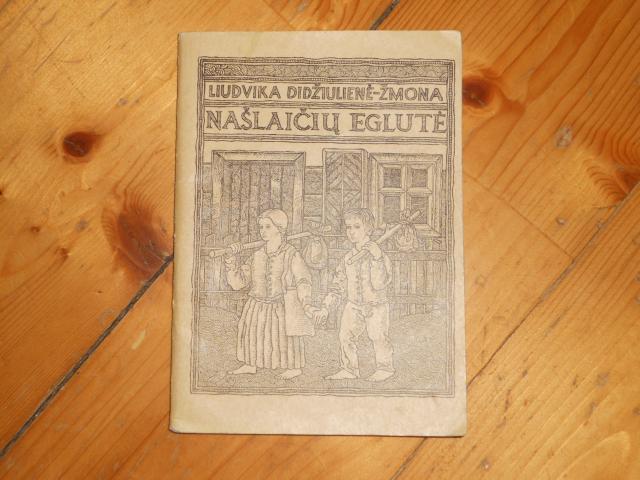 LIUDVIKA DIDŽIULIENĖ-ŽMONA
NAŠLAIČIŲ EGLUTĖ